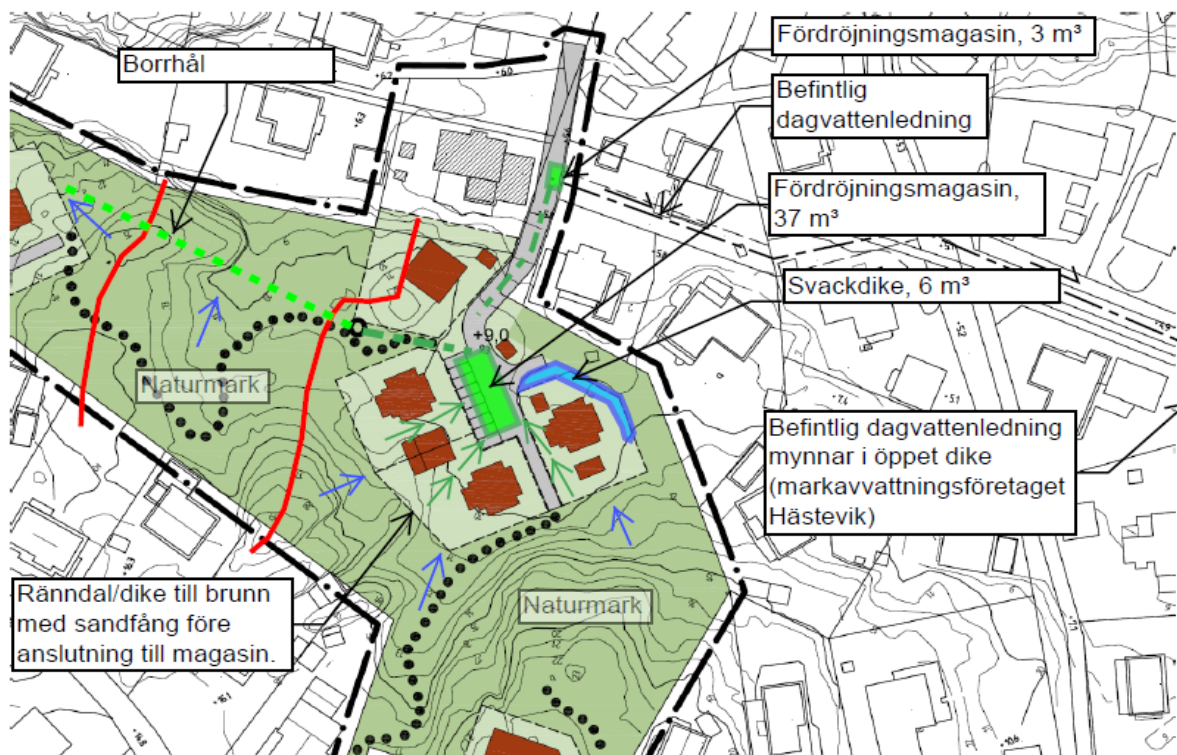 Fördröjningsmagasin, 3 m³
Borrhål
Befintlig
dagvattenledning
Fördröjningsmagasin,
37 m³
Svackdike, 6 m³
+9,0
Naturmark
Befintlig dagvattenledning
mynnar i öppet dike
(markavvattningsföretaget
Hästevik)
Ränndal/dike till brunn
med sandfång före
anslutning till magasin.
Naturmark